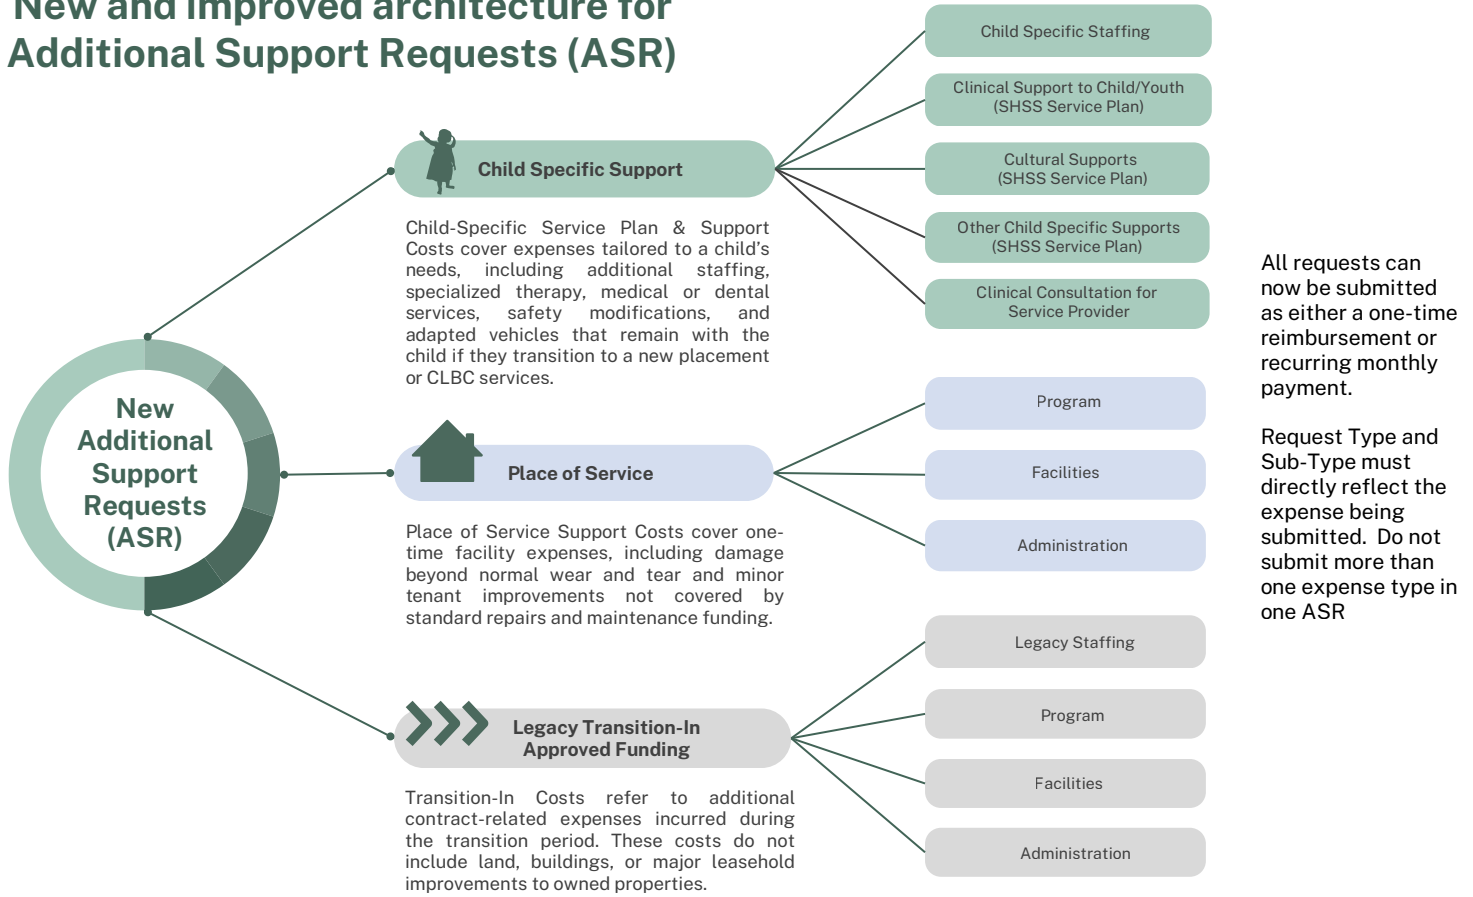 New and improved architecture for
Additional Support Requests (ASR)
New
Additional
Support
Requests
(ASR)
Child Specific Support
Child-Specific Service Plan & Support
Costs cover expenses tailored to a child's
needs, including additional staffing,
specialized therapy, medical or dental
services, safety modifications, and
adapted vehicles that remain with the
child if they transition to a new placement
or CLBC services.
Child Specific Staffing
Clinical Support to Child/Youth
(SHSS Service Plan)
Cultural Supports
(SHSS Service Plan)
Other Child Specific Supports
(SHSS Service Plan)
Clinical Consultation for
Service Provider
Place of Service
Place of Service Support Costs cover one-
time facility expenses, including damage
beyond normal wear and tear and minor
tenant improvements not covered by
standard repairs and maintenance funding.
Program
Facilities
Administration
Legacy Transition-In
Approved Funding
Transition-In Costs refer to additional
contract-related expenses incurred during
the transition period. These costs do not
include land, buildings, or major leasehold
improvements to owned properties.
Legacy Staffing
Program
Facilities
Administration
All requests can
now be submitted
as either a one-time
reimbursement or
recurring monthly
payment.
Request Type and
Sub-Type must
directly reflect the
expense being
submitted.  Do not
submit more than
one expense type in
one ASR